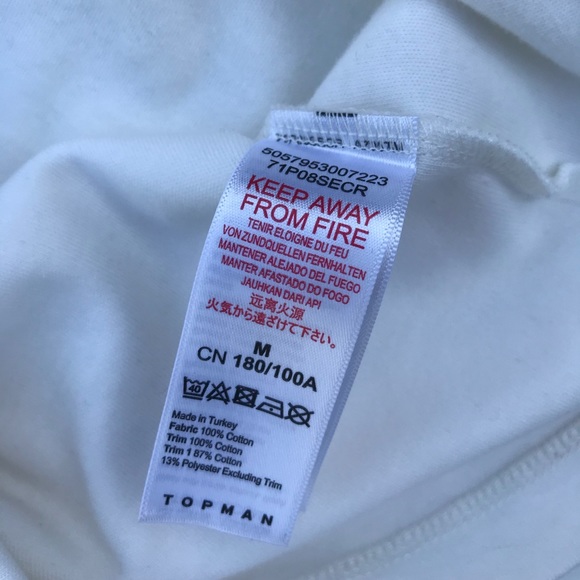 5057953007223
71P08SECR
KEEP AWAY
FROM FIRE
TENIR ELOIGNE DU FEU
VON ZUNDQUELLEN FERNHALTEN
MANTENER ALEJADO DEL FUEGO
MANTER AFASTADO DO FOGO
JAUHKAN DARI API
远离火源
火気から遠ざけて下さい。
M
CN 180/100A
40
Made in Turkey
Fabric 100% Cotton
Trim 100% Cotton
Trim 1 87% Cotton
13% Polyester Excluding Trim
TOPMAN